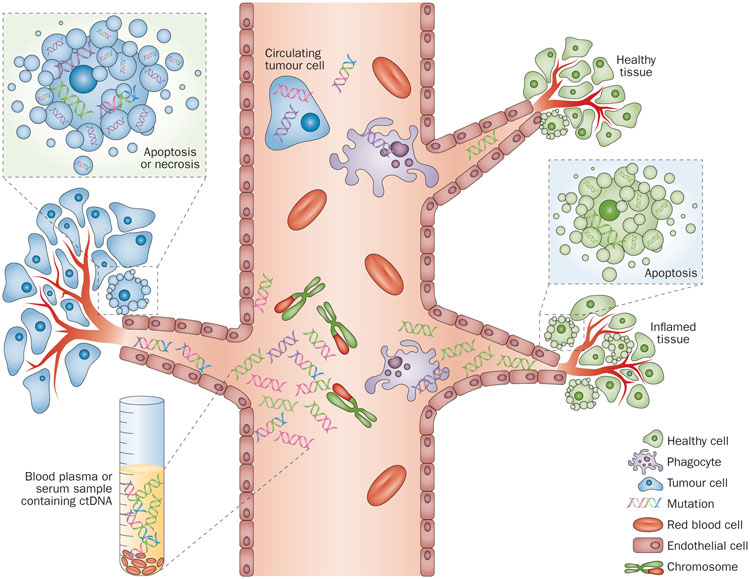 Circulating
tumour cell
Healthy
tissue
Apoptosis
or necrosis
Apoptosis
Inflamed
tissue
Blood plasma or
serum sample
containing ctDNA
Healthy cell
Phagocyte
Tumour cell
Mutation
Red blood cell
Endothelial cell
Chromosome